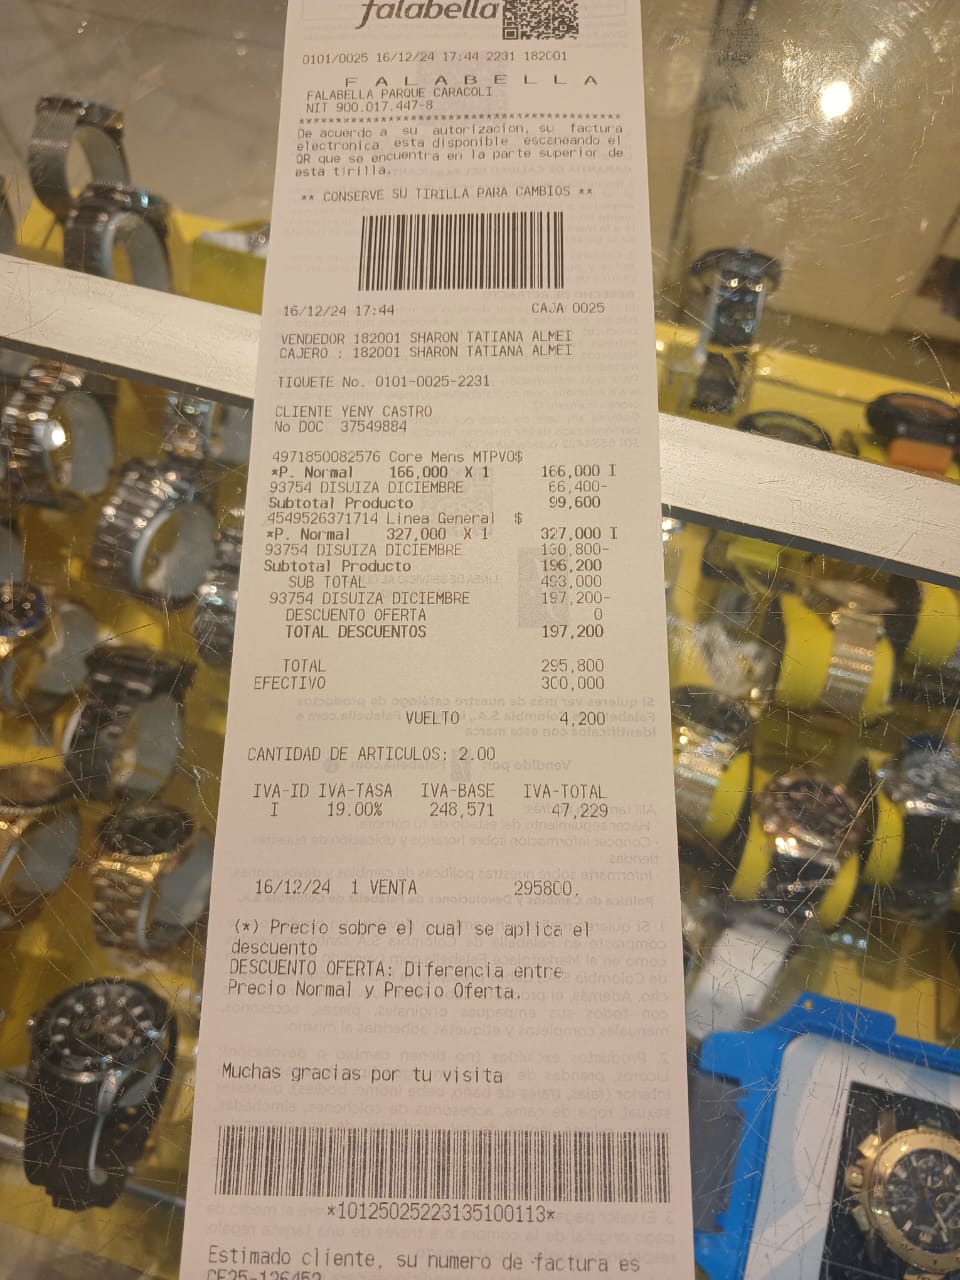 falabella
0101/0025 16/12/24 17:44 2231 182001
F A L A B E L L A
FALABELLA PARQUE CARACOLI
NIT 900.017.447-8
De acuerdo a su autorizacion, su factura
electronica esta disponible escaneando el
QR que se encuentra en la parte superior de
esta tirilla.
** CONSERVE SU TIRILLA PARA CAMBIOS **
16/12/24 17:44 CAJA 0025
VENDEDOR 182001 SHARON TATIANA ALMEI
CAJERO : 182001 SHARON TATIANA ALMEI
TIQUETE No. 0101-0025-2231
CLIENTE YENY CASTRO
No DOC 37549884
4971850082576 Core Mens MTPVO$
*P. Normal 166,000 X 1 166,000 I
93754 DISUIZA DICIEMBRE 66,400-
Subtotal Producto 99,600
4549526371714 Linea General $
*P. Normal 327,000 X 1 327,000 I
93754 DISUIZA DICIEMBRE 130,800-
Subtotal Producto 196,200
SUB TOTAL 493,000
93754 DISUIZA DICIEMBRE 197,200-
DESCUENTO OFERTA 0
TOTAL DESCUENTOS 197,200
TOTAL 295,800
EFECTIVO 300,000
VUELTO 4,200
CANTIDAD DE ARTICULOS: 2.00
IVA-ID IVA-TASA IVA-BASE IVA-TOTAL
I 19.00% 248,571 47,229
16/12/24 1 VENTA 295800.
(*) Precio sobre el cual se aplica el
descuento
DESCUENTO OFERTA: Diferencia entre
Precio Normal y Precio Oferta.
Muchas gracias por tu visita
*10125025223135100113*
Estimado cliente, su numero de factura es